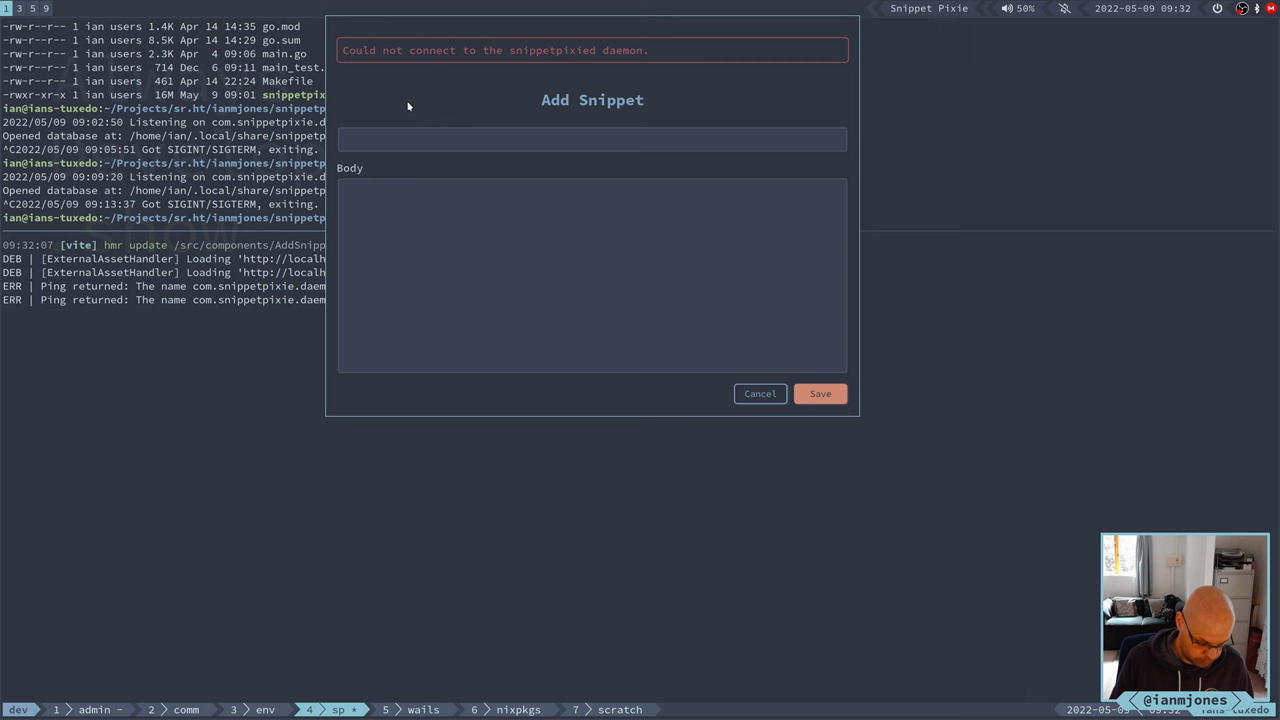 1 3 5 9
Snippet Pixie 50% 2022-05-09 09:32
-rw-r--r-- 1 ian users 1.4K Apr 14 14:35 go.mod
-rw-r--r-- 1 ian users 8.5K Apr 14 14:29 go.sum
-rw-r--r-- 1 ian users 2.3K Apr 4 09:06 main.go
-rw-r--r-- 1 ian users 714 Dec 6 09:11 main_test.
-rw-r--r-- 1 ian users 461 Apr 14 22:24 Makefile
-rwxr-xr-x 1 ian users 16M May 9 09:01 snippetpix
ian@ians-tuxedo:~/Projects/sr.ht/ianmjones/snippetp
2022/05/09 09:02:50 Listening on com.snippetpixie.d
Opened database at: /home/ian/.local/share/snippetp
^C2022/05/09 09:05:51 Got SIGINT/SIGTERM, exiting.
ian@ians-tuxedo:~/Projects/sr.ht/ianmjones/snippetp
2022/05/09 09:09:20 Listening on com.snippetpixie.d
Opened database at: /home/ian/.local/share/snippetp
^C2022/05/09 09:13:37 Got SIGINT/SIGTERM, exiting.
ian@ians-tuxedo:~/Projects/sr.ht/ianmjones/snippetp
09:32:07 [vite] hmr update /src/components/AddSnipp
DEB | [ExternalAssetHandler] Loading 'http://localh
DEB | [ExternalAssetHandler] Loading 'http://localh
ERR | Ping returned: The name com.snippetpixie.daem
ERR | Ping returned: The name com.snippetpixie.daem
Could not connect to the snippetpixied daemon.
Add Snippet
Body
Cancel Save
@ianmjones
dev 1 admin - 2 comm 3 env 4 sp * 5 wails 6 nixpkgs 7 scratch 2022-05-09